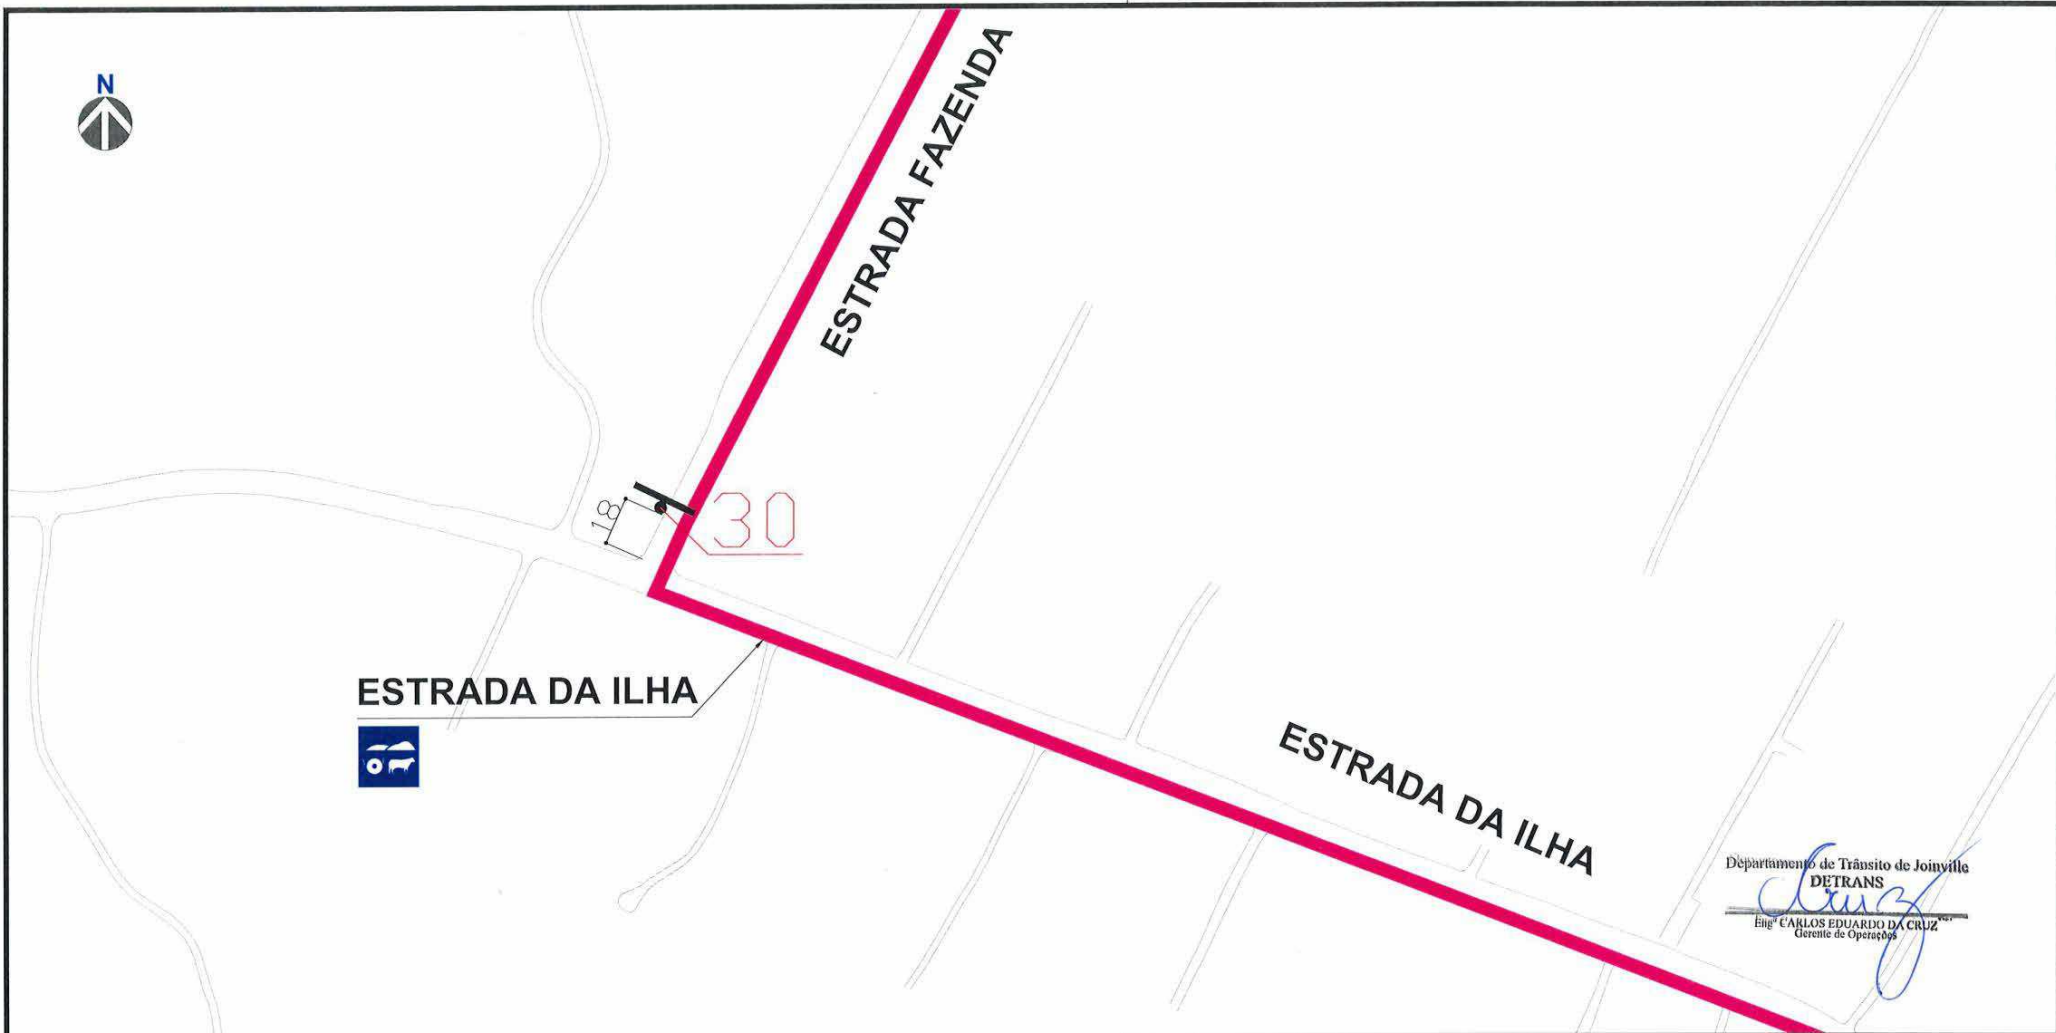 N
ESTRADA FAZENDA
18
30
ESTRADA DA ILHA
ESTRADA DA ILHA
Departamento de Trânsito de Joinville
DETRANS
Cruz
Engº CARLOS EDUARDO DA CRUZ
Gerente de Operações